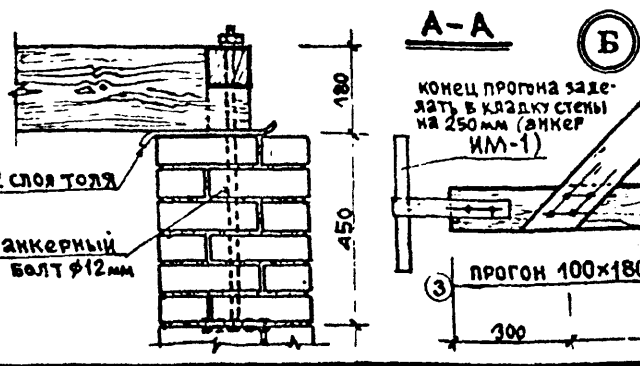 А-А
Б
180
конец прогона заде-
лать в кладку стены
на 250мм (анкер
ИМ-1)
слоя толя
450
анкерный
болт ф12мм
3
прогон 100×180
300